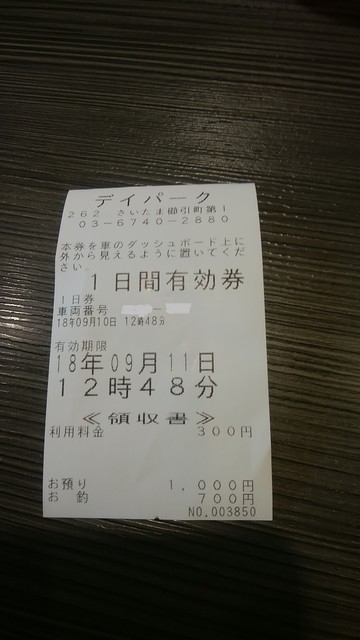 デイパーク
262 さいたま櫛引町第1
03-6740-2880
本券を車のダッシュボード上に
外から見えるように置いてくだ
さい。
1日間有効券
1日券
車両番号 -
18年09月10日 12時48分
有効期限
18年09月11日
12時48分
≪領収書≫
利用料金 300円
お預り 1,000円
お釣 700円
NO.003850